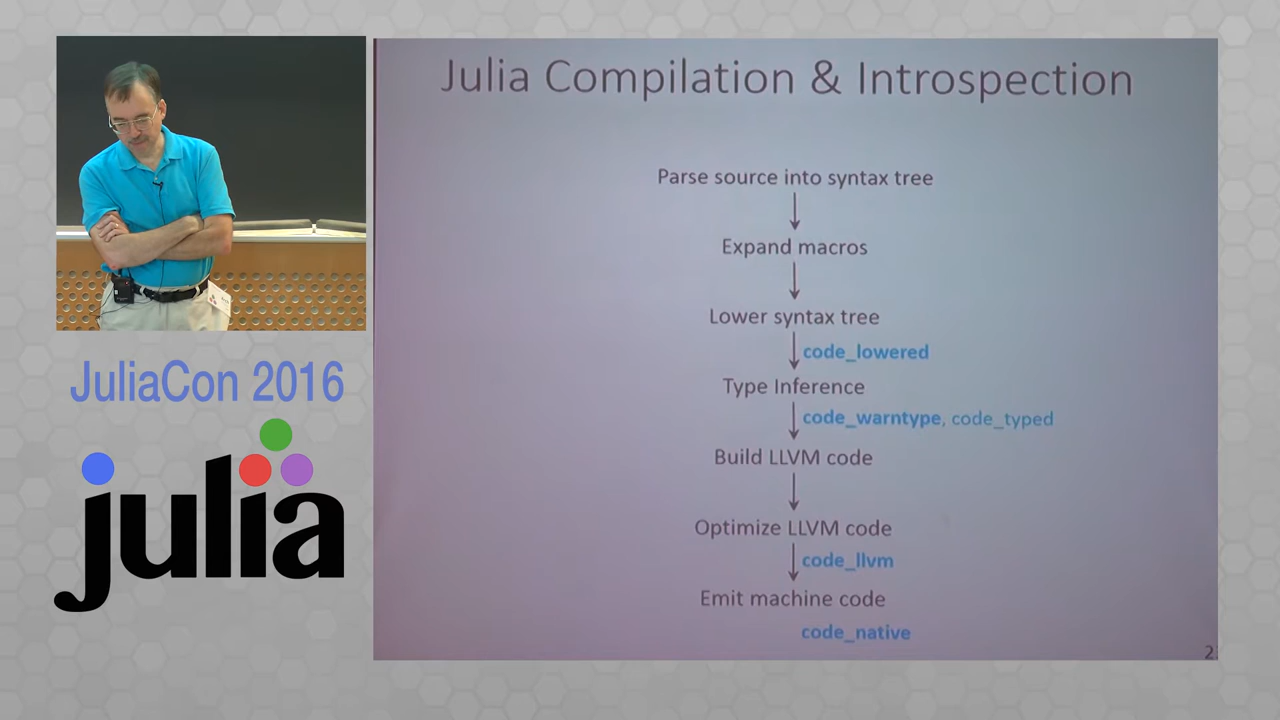 Julia Compilation & Introspection
Parse source into syntax tree
Expand macros
Lower syntax tree
code_lowered
Type Inference
code_warntype, code_typed
Build LLVM code
Optimize LLVM code
code_llvm
Emit machine code
code_native
2
JuliaCon 2016
julia